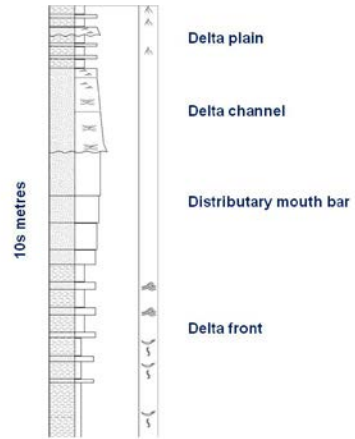 Delta plain
Delta channel
10s metres
Distributary mouth bar
Delta front